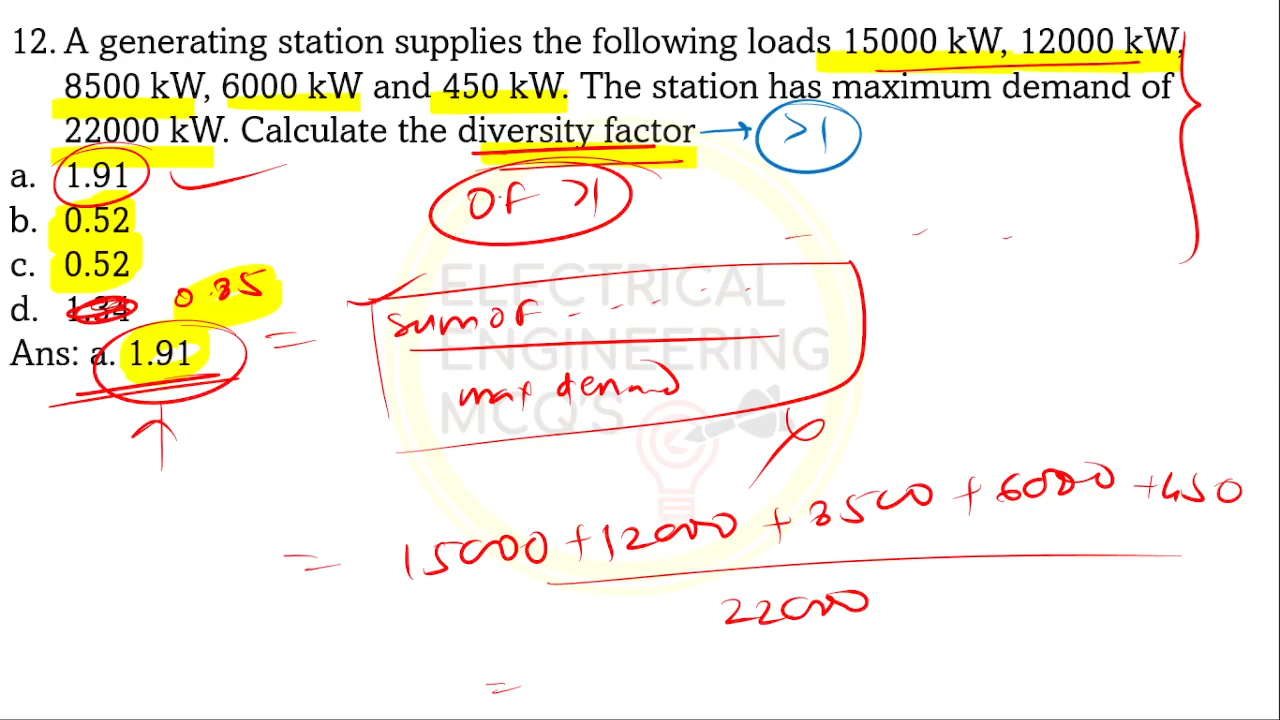 12. A generating station supplies the following loads 15000 kW, 12000 kW,
8500 kW, 6000 kW and 450 kW. The station has maximum demand of
22000 kW. Calculate the diversity factor → >1
a. 1.91
b. 0.52
c. 0.52
d. 1.34 0.85
Ans: a. 1.91
D.F >1
ELECTRICAL
ENGINEERING
MCQ'S
= sum of - - - - - -
max demand
= 15000 + 12000 + 8500 + 6000 + 450
22000
=